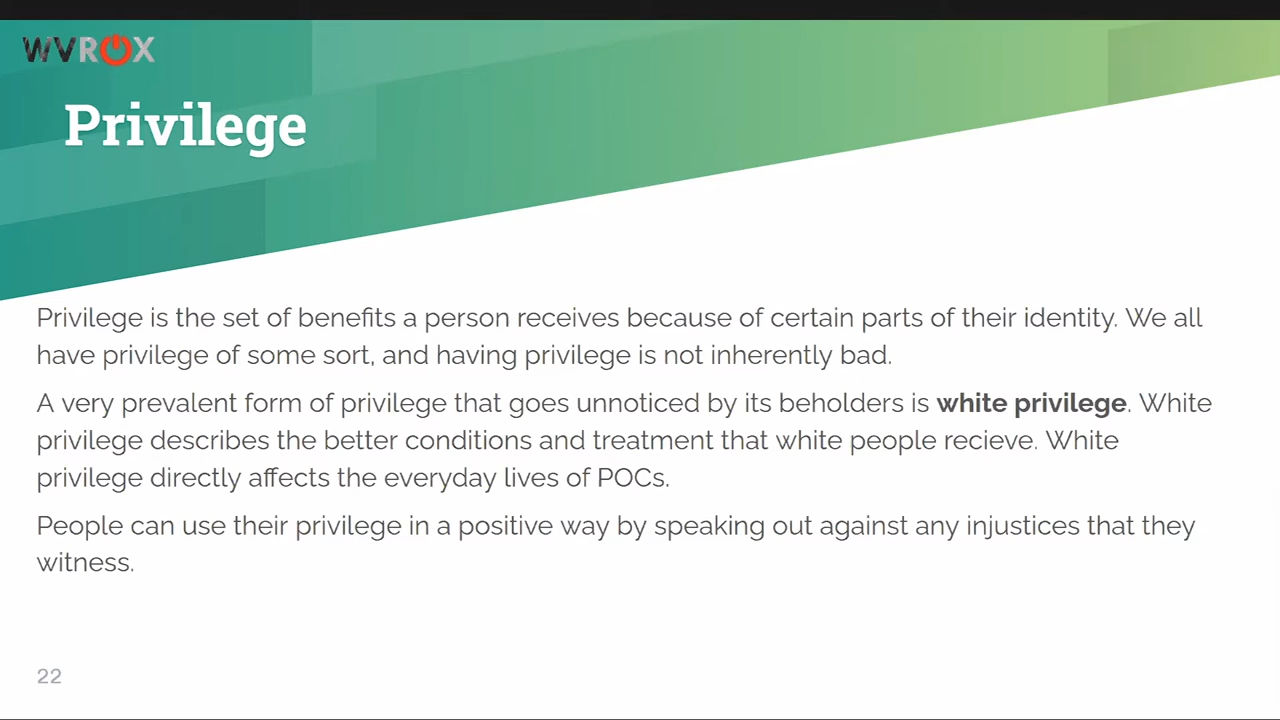 WVROX
Privilege
Privilege is the set of benefits a person receives because of certain parts of their identity. We all
have privilege of some sort, and having privilege is not inherently bad.
A very prevalent form of privilege that goes unnoticed by its beholders is white privilege. White
privilege describes the better conditions and treatment that white people recieve. White
privilege directly affects the everyday lives of POCs.
People can use their privilege in a positive way by speaking out against any injustices that they
witness.
22